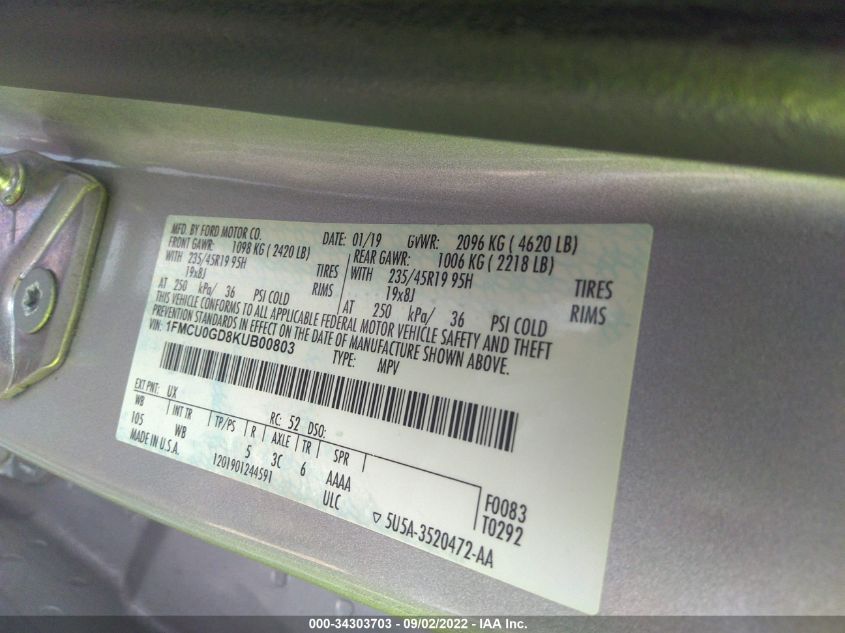 MFD. BY FORD MOTOR CO.
DATE: 01/19 GVWR: 2096 KG ( 4620 LB)
FRONT GAWR: 1098 KG ( 2420 LB)
REAR GAWR: 1006 KG ( 2218 LB)
WITH 235/45R19 95H TIRES
WITH 235/45R19 95H TIRES
19x8J RIMS
19x8J RIMS
AT 250 kPa/ 36 PSI COLD
AT 250 kPa/ 36 PSI COLD
THIS VEHICLE CONFORMS TO ALL APPLICABLE FEDERAL MOTOR VEHICLE SAFETY AND THEFT
PREVENTION STANDARDS IN EFFECT ON THE DATE OF MANUFACTURE SHOWN ABOVE.
VIN: 1FMCU0GD8KUB00803
TYPE: MPV
EXT PNT: UX RC: 52 DSO:
WB INT TR TP/PS R AXLE TR SPR
105 WB 5 3C 6 AAAA
MADE IN U.S.A. 1201901244591 ULC
F0083
T0292
▽ 5U5A-3520472-AA
000-34303703 - 09/02/2022 - IAA Inc.